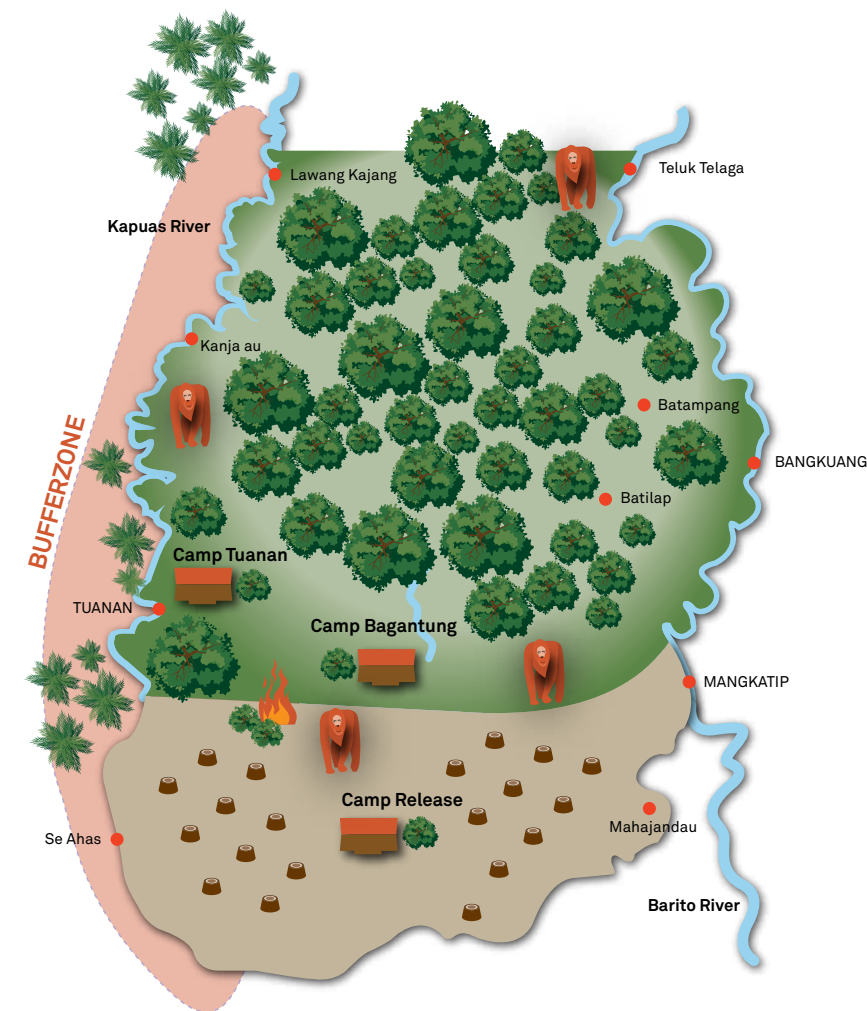 Lawang Kajang
Teluk Telaga
Kapuas River
Kanja au
Batampang
BUFFERZONE
BANGKUANG
Batilap
Camp Tuanan
TUANAN
Camp Bagantung
MANGKATIP
Camp Release
Mahajandau
Se Ahas
Barito River